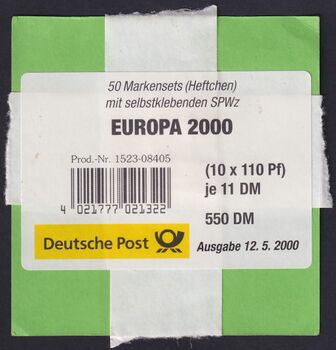 50 Markensets (Heftchen)
mit selbstklebenden SPWz
EUROPA 2000
Prod.-Nr. 1523-08405
(10 x 110 Pf)
je 11 DM
4 021777 021322
550 DM
Deutsche Post
Ausgabe 12. 5. 2000